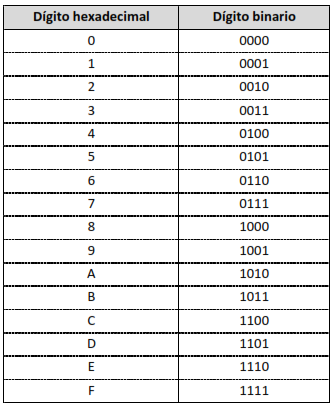 Dígito hexadecimal Dígito binario
0 0000
1 0001
2 0010
3 0011
4 0100
5 0101
6 0110
7 0111
8 1000
9 1001
A 1010
B 1011
C 1100
D 1101
E 1110
F 1111